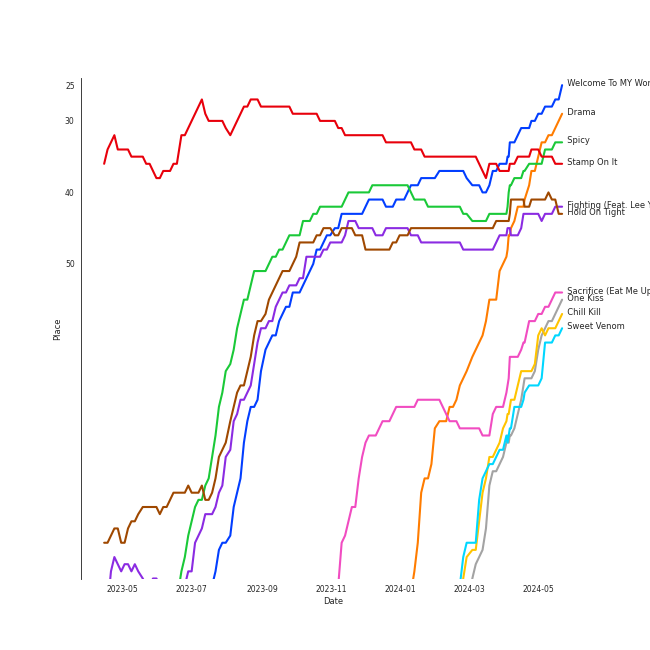 25
30
40
50
Place
Welcome To MY Wor
Drama
Spicy
Stamp On It
Fighting (Feat. Lee Y
Hold On Tight
Sacrifice (Eat Me Up
One Kiss
Chill Kill
Sweet Venom
2023-05 2023-07 2023-09 2023-11 2024-01 2024-03 2024-05
Date